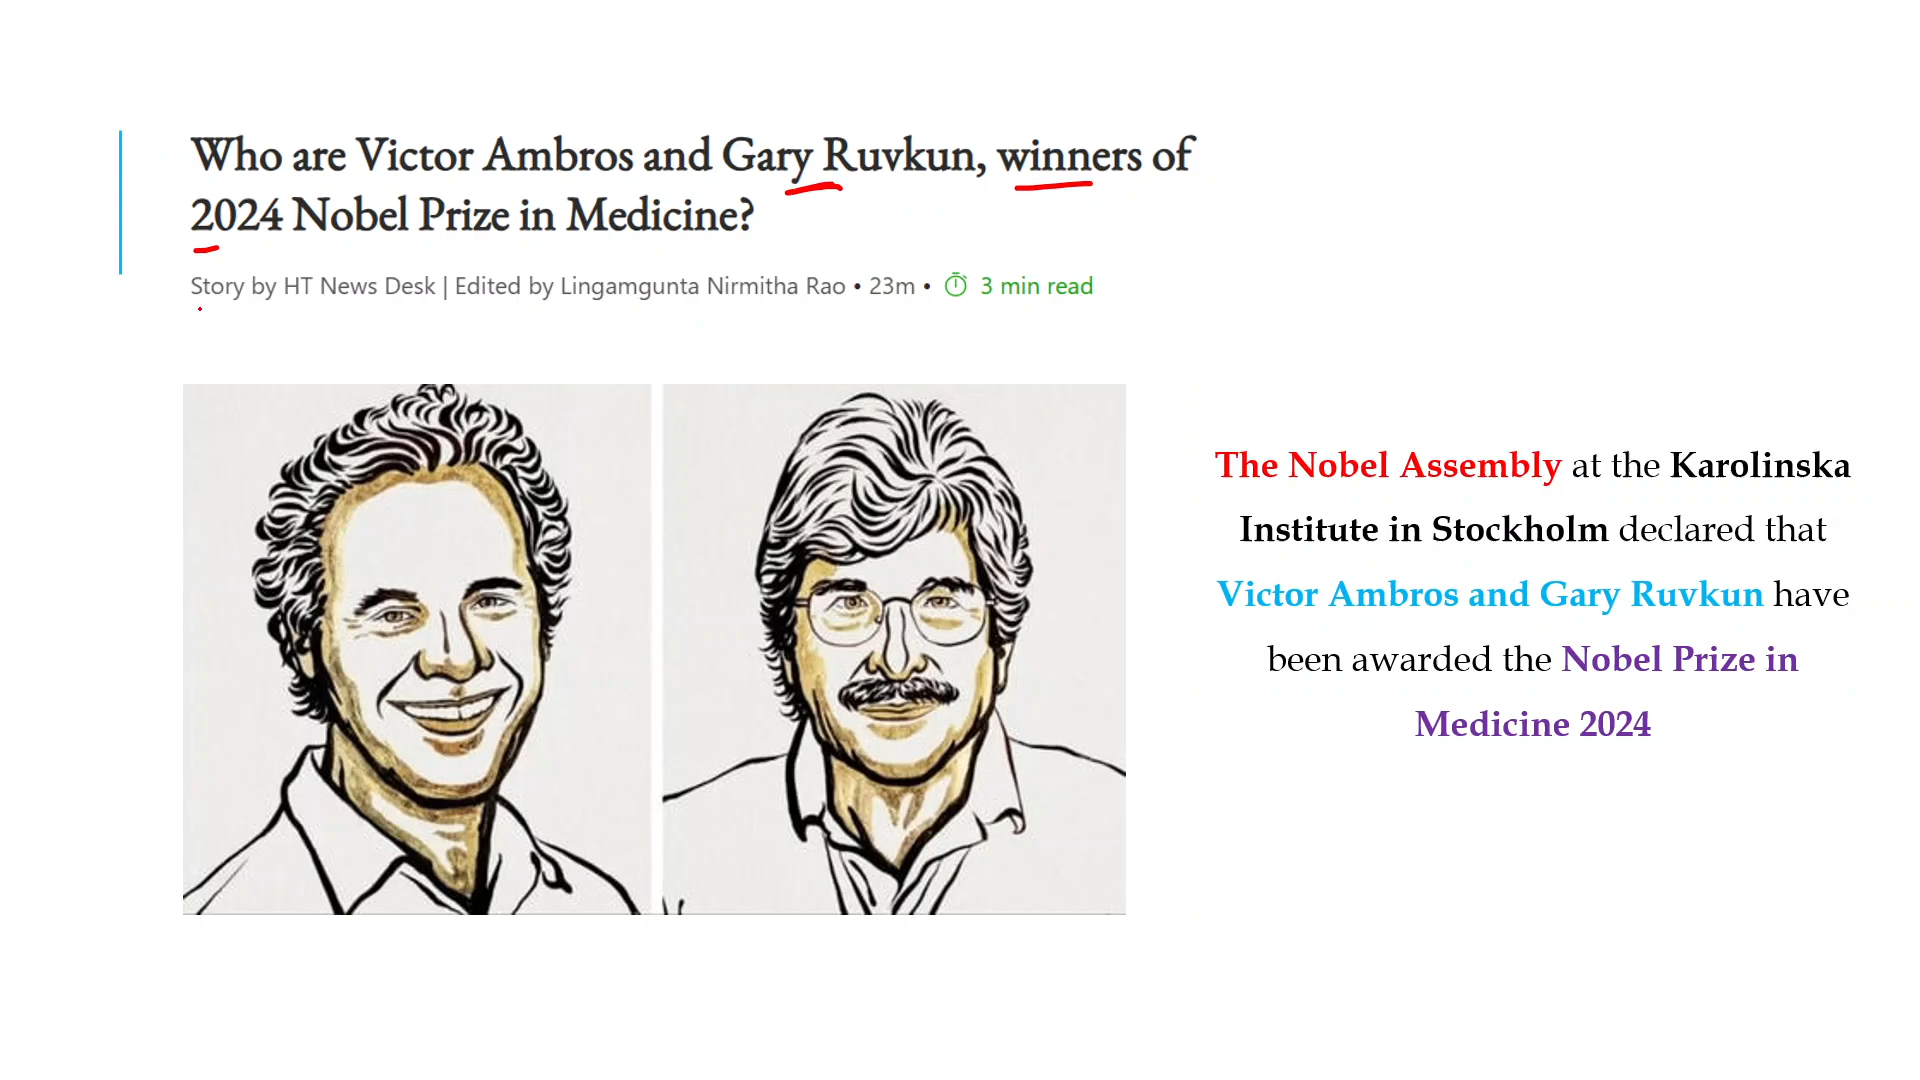 Who are Victor Ambros and Gary Ruvkun, winners of
2024 Nobel Prize in Medicine?
Story by HT News Desk | Edited by Lingamgunta Nirmitha Rao • 23m • 3 min read
The Nobel Assembly at the Karolinska
Institute in Stockholm declared that
Victor Ambros and Gary Ruvkun have
been awarded the Nobel Prize in
Medicine 2024